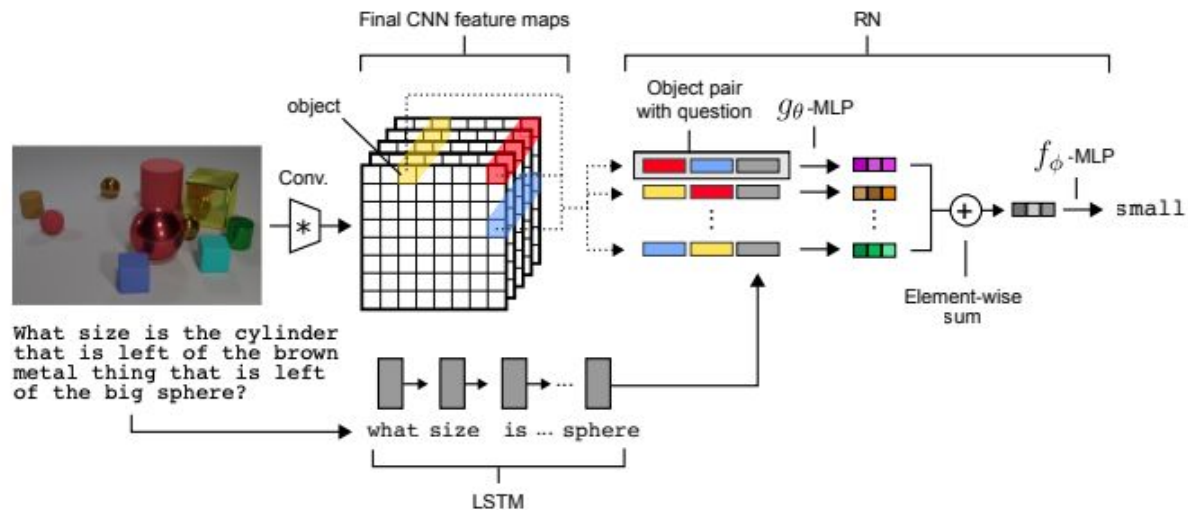 Final CNN feature maps
RN
object
Object pair
with question
gθ-MLP
fϕ-MLP
Conv.
*
+
small
Element-wise
sum
What size is the cylinder
that is left of the brown
metal thing that is left
of the big sphere?
...
what size is ... sphere
LSTM